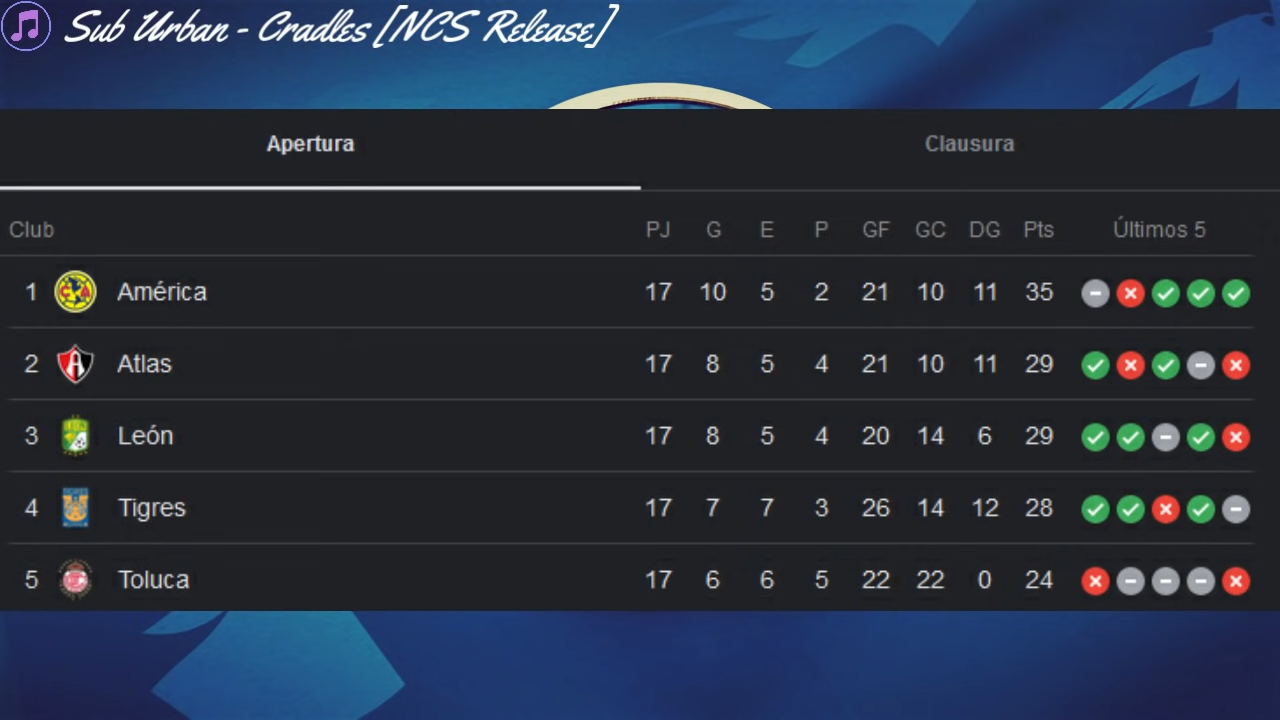 Sub Urban - Cradles [NCS Release]
Apertura Clausura
Club PJ G E P GF GC DG Pts Últimos 5
1 América 17 10 5 2 21 10 11 35
2 Atlas 17 8 5 4 21 10 11 29
3 León 17 8 5 4 20 14 6 29
4 Tigres 17 7 7 3 26 14 12 28
5 Toluca 17 6 6 5 22 22 0 24